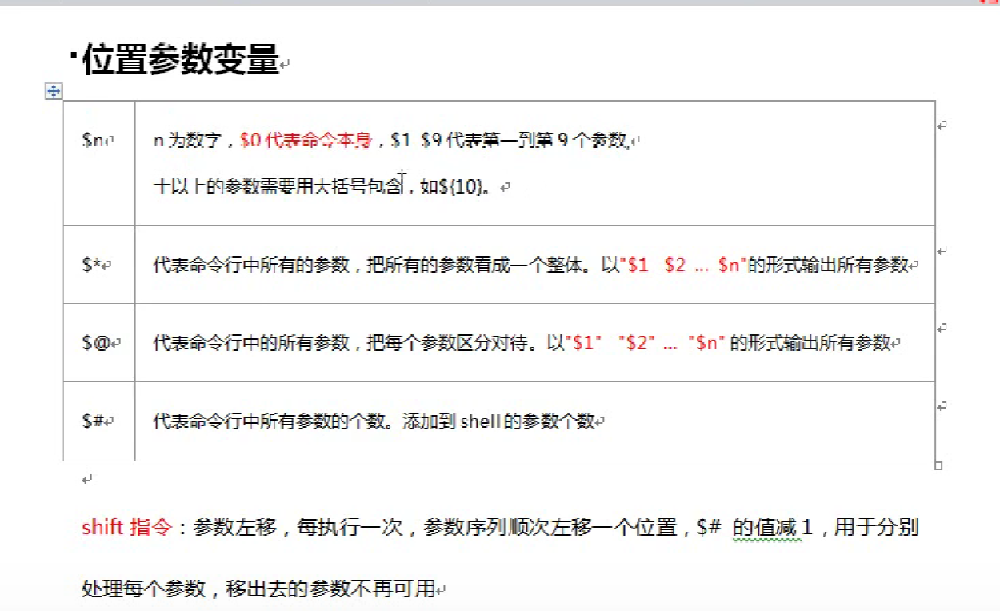 位置参数变量
$n
n 为数字，$0 代表命令本身，$1-$9 代表第一到第 9 个参数,
十以上的参数需要用大括号包含，如${10}。
$*
代表命令行中所有的参数，把所有的参数看成一个整体。以"$1 $2 … $n"的形式输出所有参数
$@
代表命令行中的所有参数，把每个参数区分对待。以"$1" "$2" … "$n" 的形式输出所有参数
$#
代表命令行中所有参数的个数。添加到 shell 的参数个数
shift 指令：参数左移，每执行一次，参数序列顺次左移一个位置，$# 的值减 1，用于分别
处理每个参数，移出去的参数不再可用